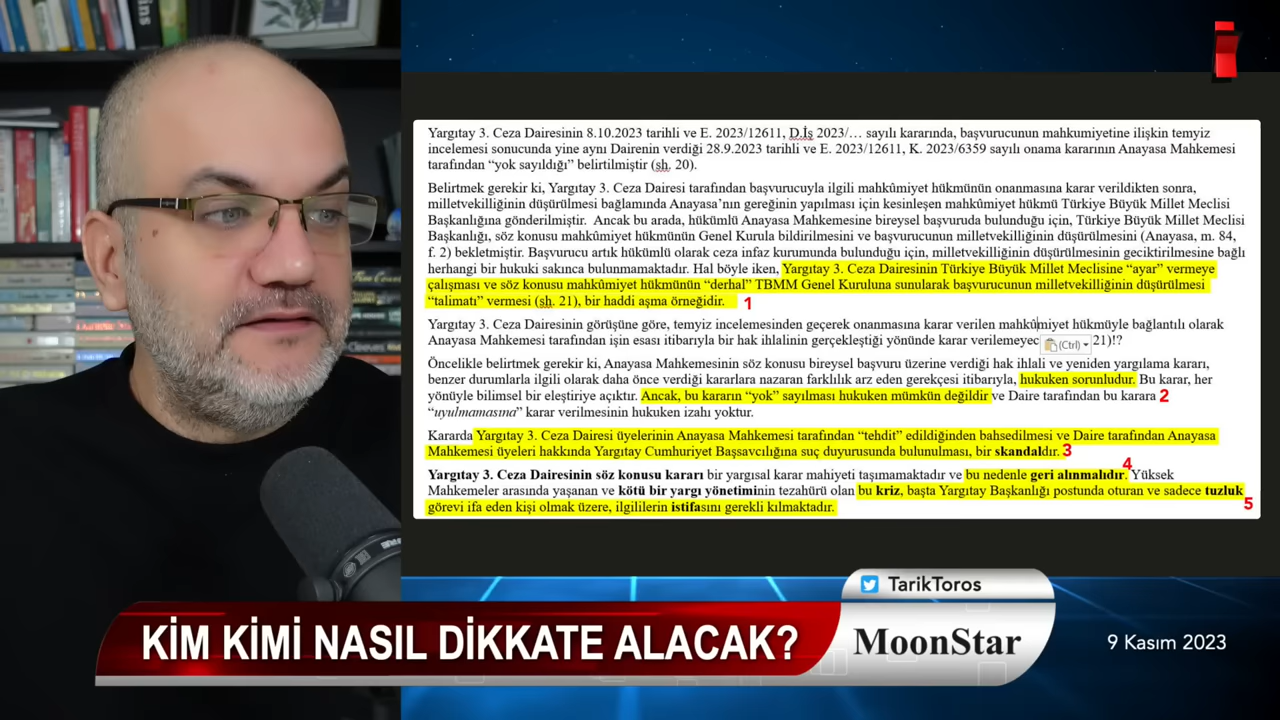 Yargıtay 3. Ceza Dairesinin 8.10.2023 tarihli ve E. 2023/12611, D.İş 2023/… sayılı kararında, başvurucunun mahkumiyetine ilişkin temyiz
incelemesi sonucunda yine aynı Dairenin verdiği 28.9.2023 tarihli ve E. 2023/12611, K. 2023/6359 sayılı onama kararının Anayasa Mahkemesi
tarafından “yok sayıldığı” belirtilmiştir (sh. 20).
Belirtmek gerekir ki, Yargıtay 3. Ceza Dairesi tarafından başvurucuyla ilgili mahkûmiyet hükmünün onanmasına karar verildikten sonra,
milletvekilliğinin düşürülmesi bağlamında Anayasa’nın gereğinin yapılması için kesinleşen mahkûmiyet hükmü Türkiye Büyük Millet Meclisi
Başkanlığına gönderilmiştir. Ancak bu arada, hükümlü Anayasa Mahkemesine bireysel başvuruda bulunduğu için, Türkiye Büyük Millet Meclisi
Başkanlığı, söz konusu mahkûmiyet hükmünün Genel Kurula bildirilmesini ve başvurucunun milletvekilliğinin düşürülmesini (Anayasa, m. 84,
f. 2) bekletmiştir. Başvurucu artık hükümlü olarak ceza infaz kurumunda bulunduğu için, milletvekilliğinin düşürülmesinin geciktirilmesine bağlı
herhangi bir hukuki sakınca bulunmamaktadır. Hal böyle iken, Yargıtay 3. Ceza Dairesinin Türkiye Büyük Millet Meclisine “ayar” vermeye
çalışması ve söz konusu mahkûmiyet hükmünün “derhal” TBMM Genel Kuruluna sunularak başvurucunun milletvekilliğinin düşürülmesi
“talimatı” vermesi (sh. 21), bir haddi aşma örneğidir. 1
Yargıtay 3. Ceza Dairesinin görüşüne göre, temyiz incelemesinden geçerek onanmasına karar verilen mahkûmiyet hükmüyle bağlantılı olarak
Anayasa Mahkemesi tarafından işin esası itibarıyla bir hak ihlalinin gerçekleştiği yönünde karar verilemeyec (Ctrl) 21)!?
Öncelikle belirtmek gerekir ki, Anayasa Mahkemesinin söz konusu bireysel başvuru üzerine verdiği hak ihlali ve yeniden yargılama kararı,
benzer durumlarla ilgili olarak daha önce verdiği kararlara nazaran farklılık arz eden gerekçesi itibarıyla, hukuken sorunludur. Bu karar, her
yönüyle bilimsel bir eleştiriye açıktır. Ancak, bu kararın “yok” sayılması hukuken mümkün değildir ve Daire tarafından bu karara 2
“uyulmamasına” karar verilmesinin hukuken izahı yoktur.
Kararda Yargıtay 3. Ceza Dairesi üyelerinin Anayasa Mahkemesi tarafından “tehdit” edildiğinden bahsedilmesi ve Daire tarafından Anayasa
Mahkemesi üyeleri hakkında Yargıtay Cumhuriyet Başsavcılığına suç duyurusunda bulunulması, bir skandaldır. 3
4
Yargıtay 3. Ceza Dairesinin söz konusu kararı bir yargısal karar mahiyeti taşımamaktadır ve bu nedenle geri alınmalıdır. Yüksek
Mahkemeler arasında yaşanan ve kötü bir yargı yönetiminin tezahürü olan bu kriz, başta Yargıtay Başkanlığı postunda oturan ve sadece tuzluk
görevi ifa eden kişi olmak üzere, ilgililerin istifasını gerekli kılmaktadır. 5
TarikToros
KİM KİMİ NASIL DİKKATE ALACAK?
MoonStar
9 Kasım 2023